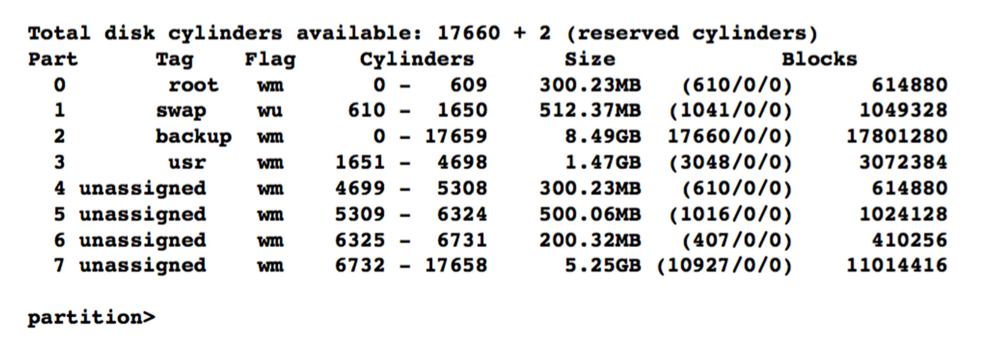 Total disk cylinders available: 17660 + 2 (reserved cylinders)
Part Tag Flag Cylinders Size Blocks
0 root wm 0 - 609 300.23MB (610/0/0) 614880
1 swap wu 610 - 1650 512.37MB (1041/0/0) 1049328
2 backup wm 0 - 17659 8.49GB 17660/0/0) 17801280
3 usr wm 1651 - 4698 1.47GB (3048/0/0) 3072384
4 unassigned wm 4699 - 5308 300.23MB (610/0/0) 614880
5 unassigned wm 5309 - 6324 500.06MB (1016/0/0) 1024128
6 unassigned wm 6325 - 6731 200.32MB (407/0/0) 410256
7 unassigned wm 6732 - 17658 5.25GB (10927/0/0) 11014416
partition>